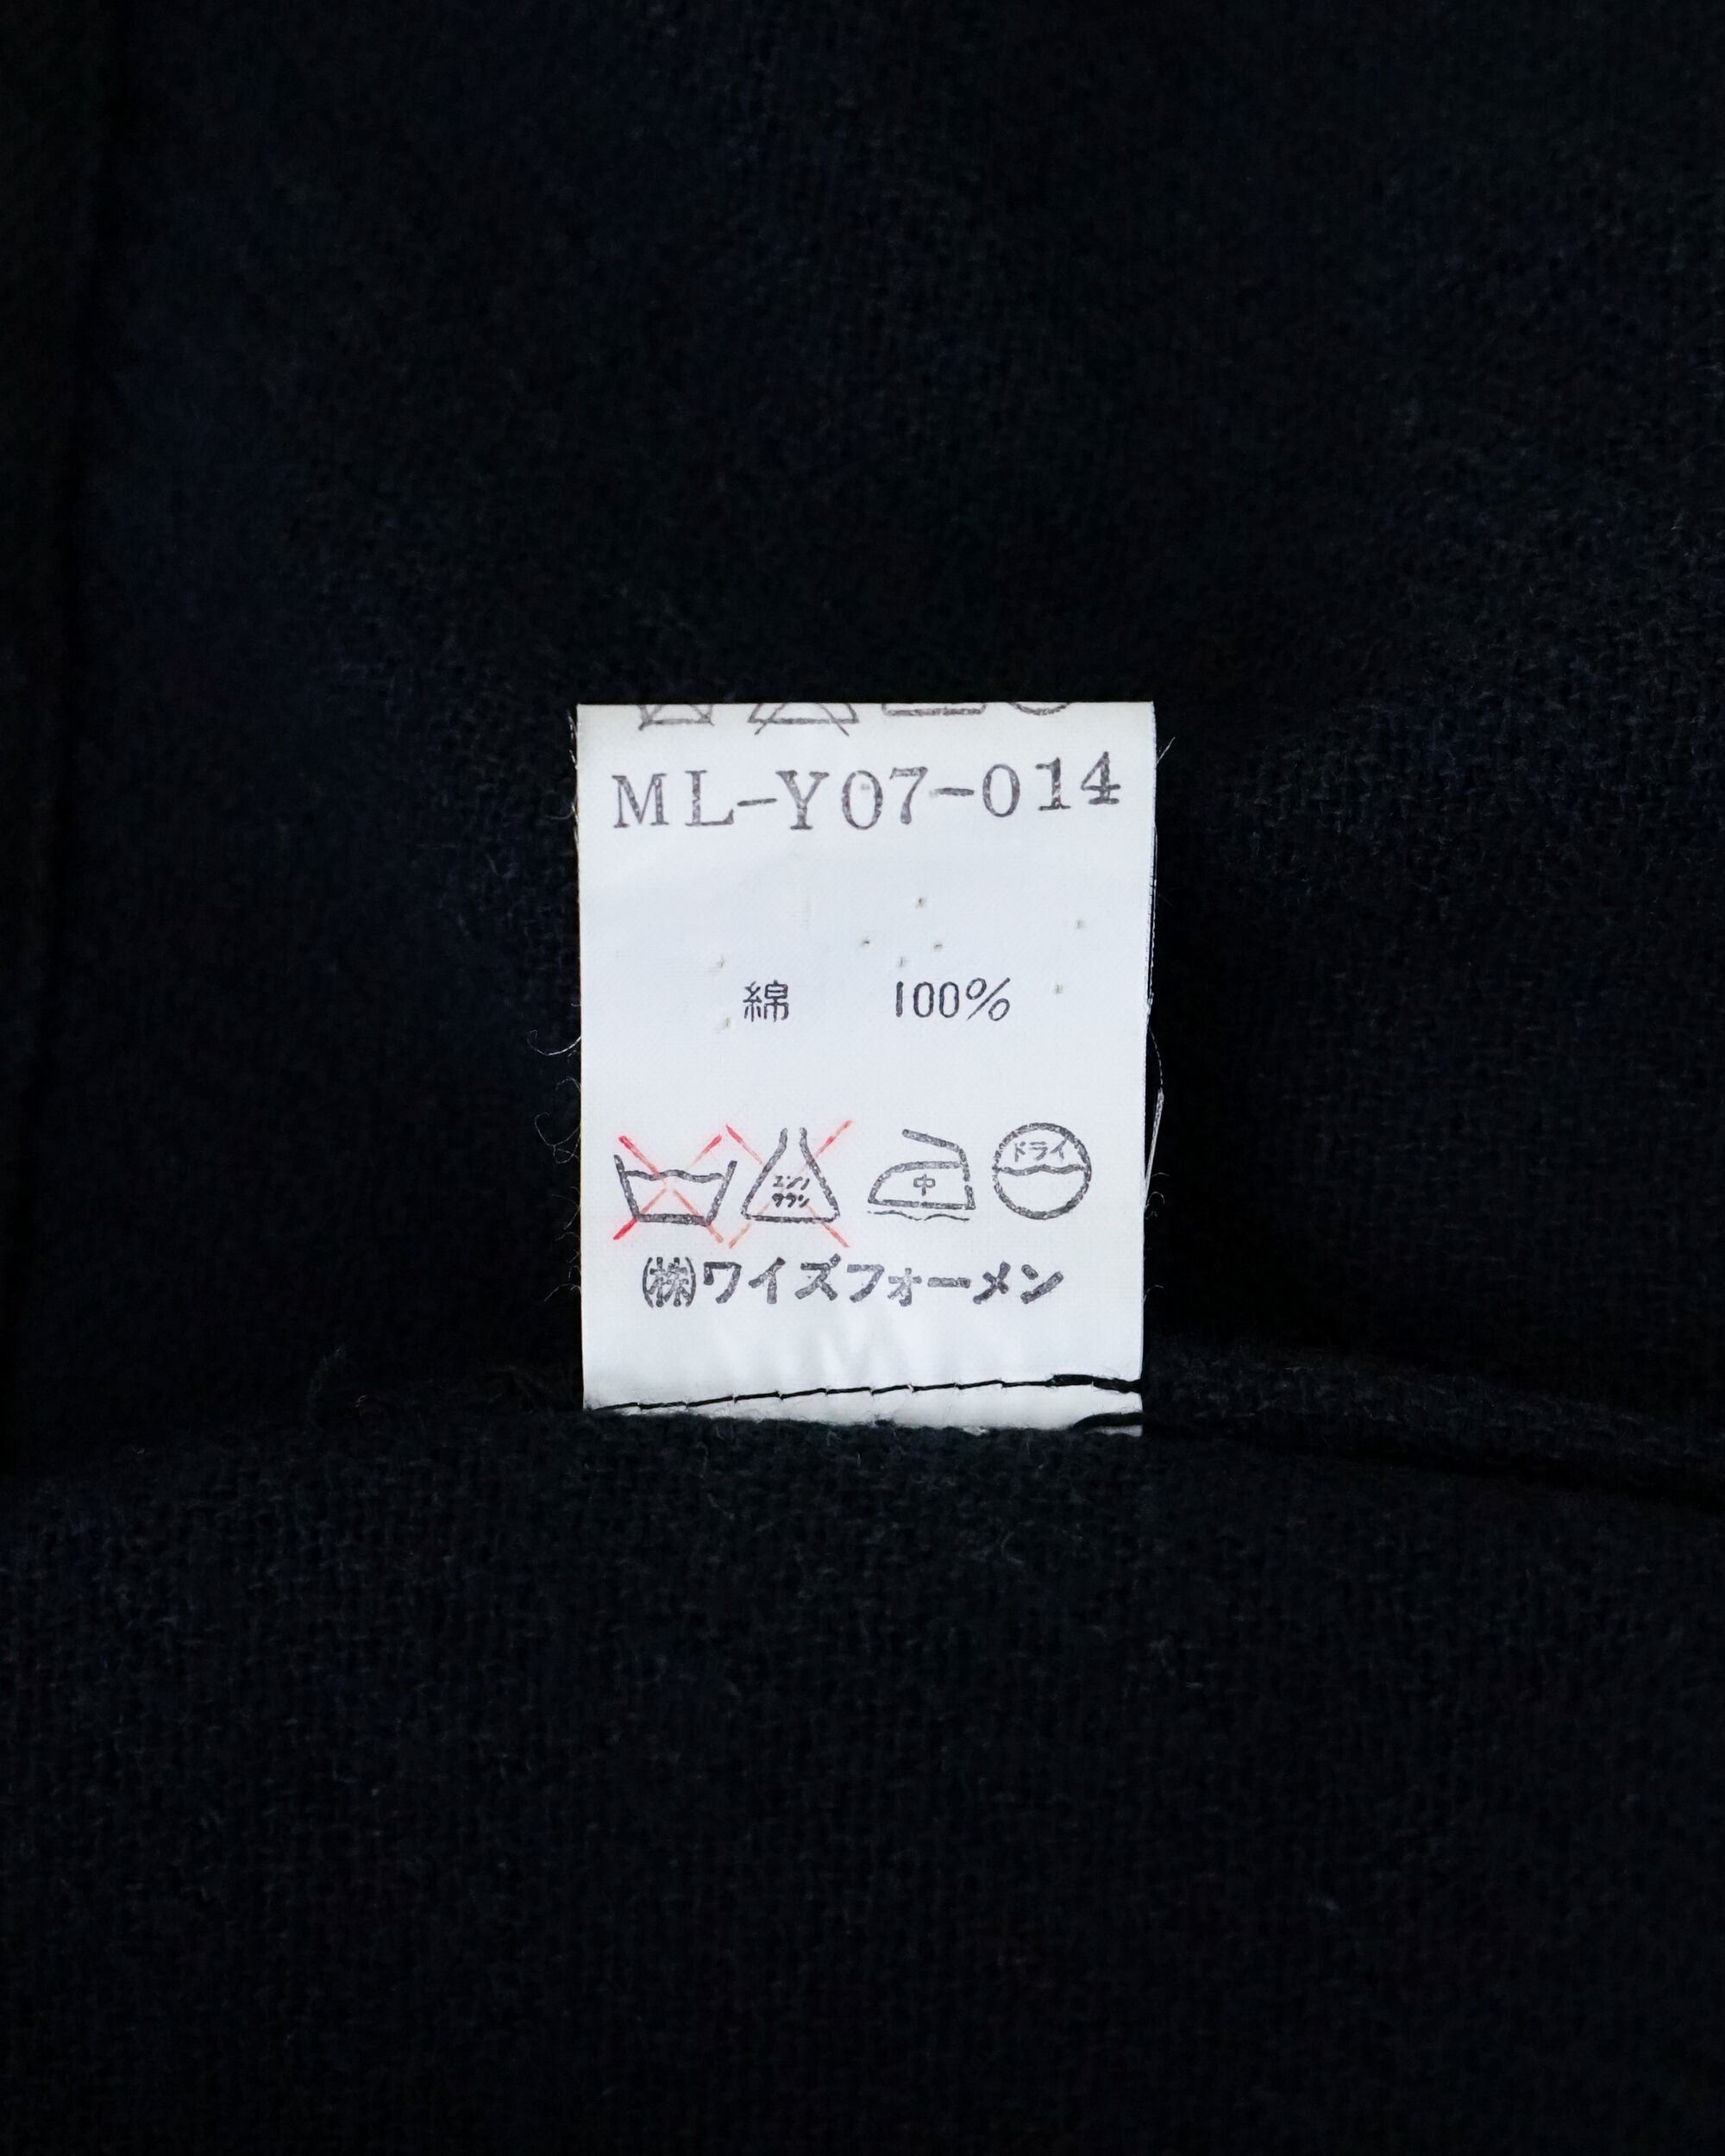 ML-Y07-014
綿 100%
エンソ 中 ドライ
サラシ
㈱ワイズフォーメン